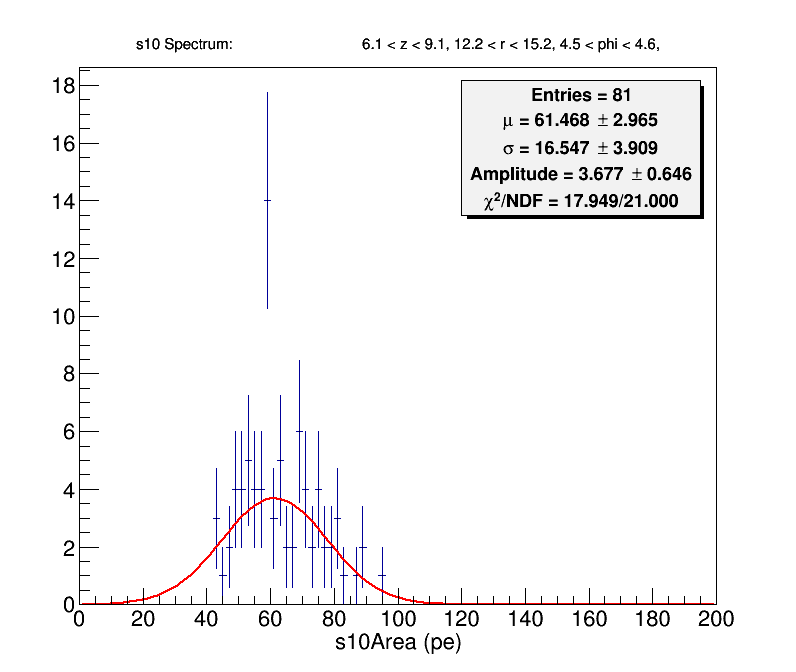 s10 Spectrum: 6.1 < z < 9.1, 12.2 < r < 15.2, 4.5 < phi < 4.6,
Entries = 81
μ = 61.468 ± 2.965
σ = 16.547 ± 3.909
Amplitude = 3.677 ± 0.646
χ²/NDF = 17.949/21.000
18
16
14
12
10
8
6
4
2
0
0 20 40 60 80 100 120 140 160 180 200
s10Area (pe)